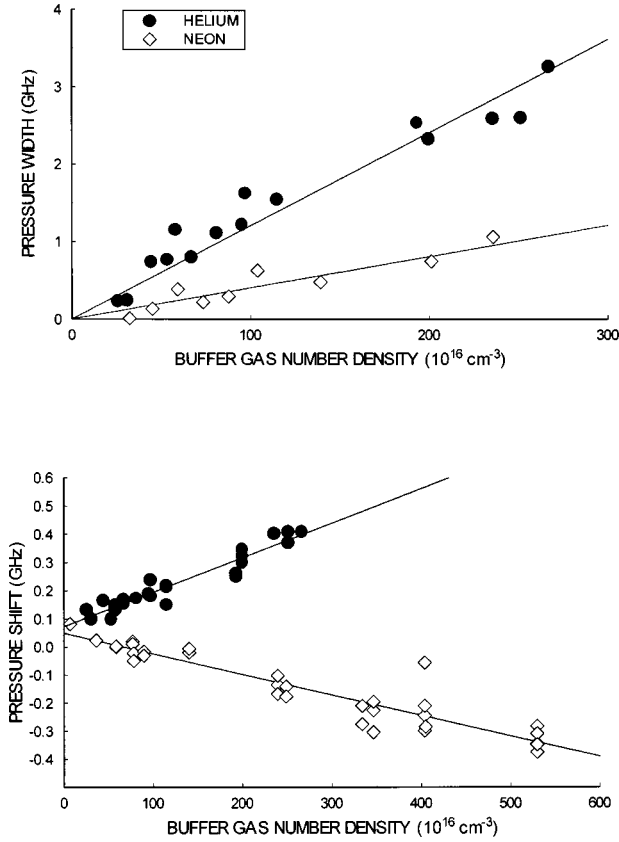 HELIUM
NEON
4
3
2
1
0
PRESSURE WIDTH (GHz)
0 100 200 300
BUFFER GAS NUMBER DENSITY (10¹⁶ cm⁻³)
0.6
0.5
0.4
0.3
0.2
0.1
0.0
-0.1
-0.2
-0.3
-0.4
PRESSURE SHIFT (GHz)
0 100 200 300 400 500 600
BUFFER GAS NUMBER DENSITY (10¹⁶ cm⁻³)